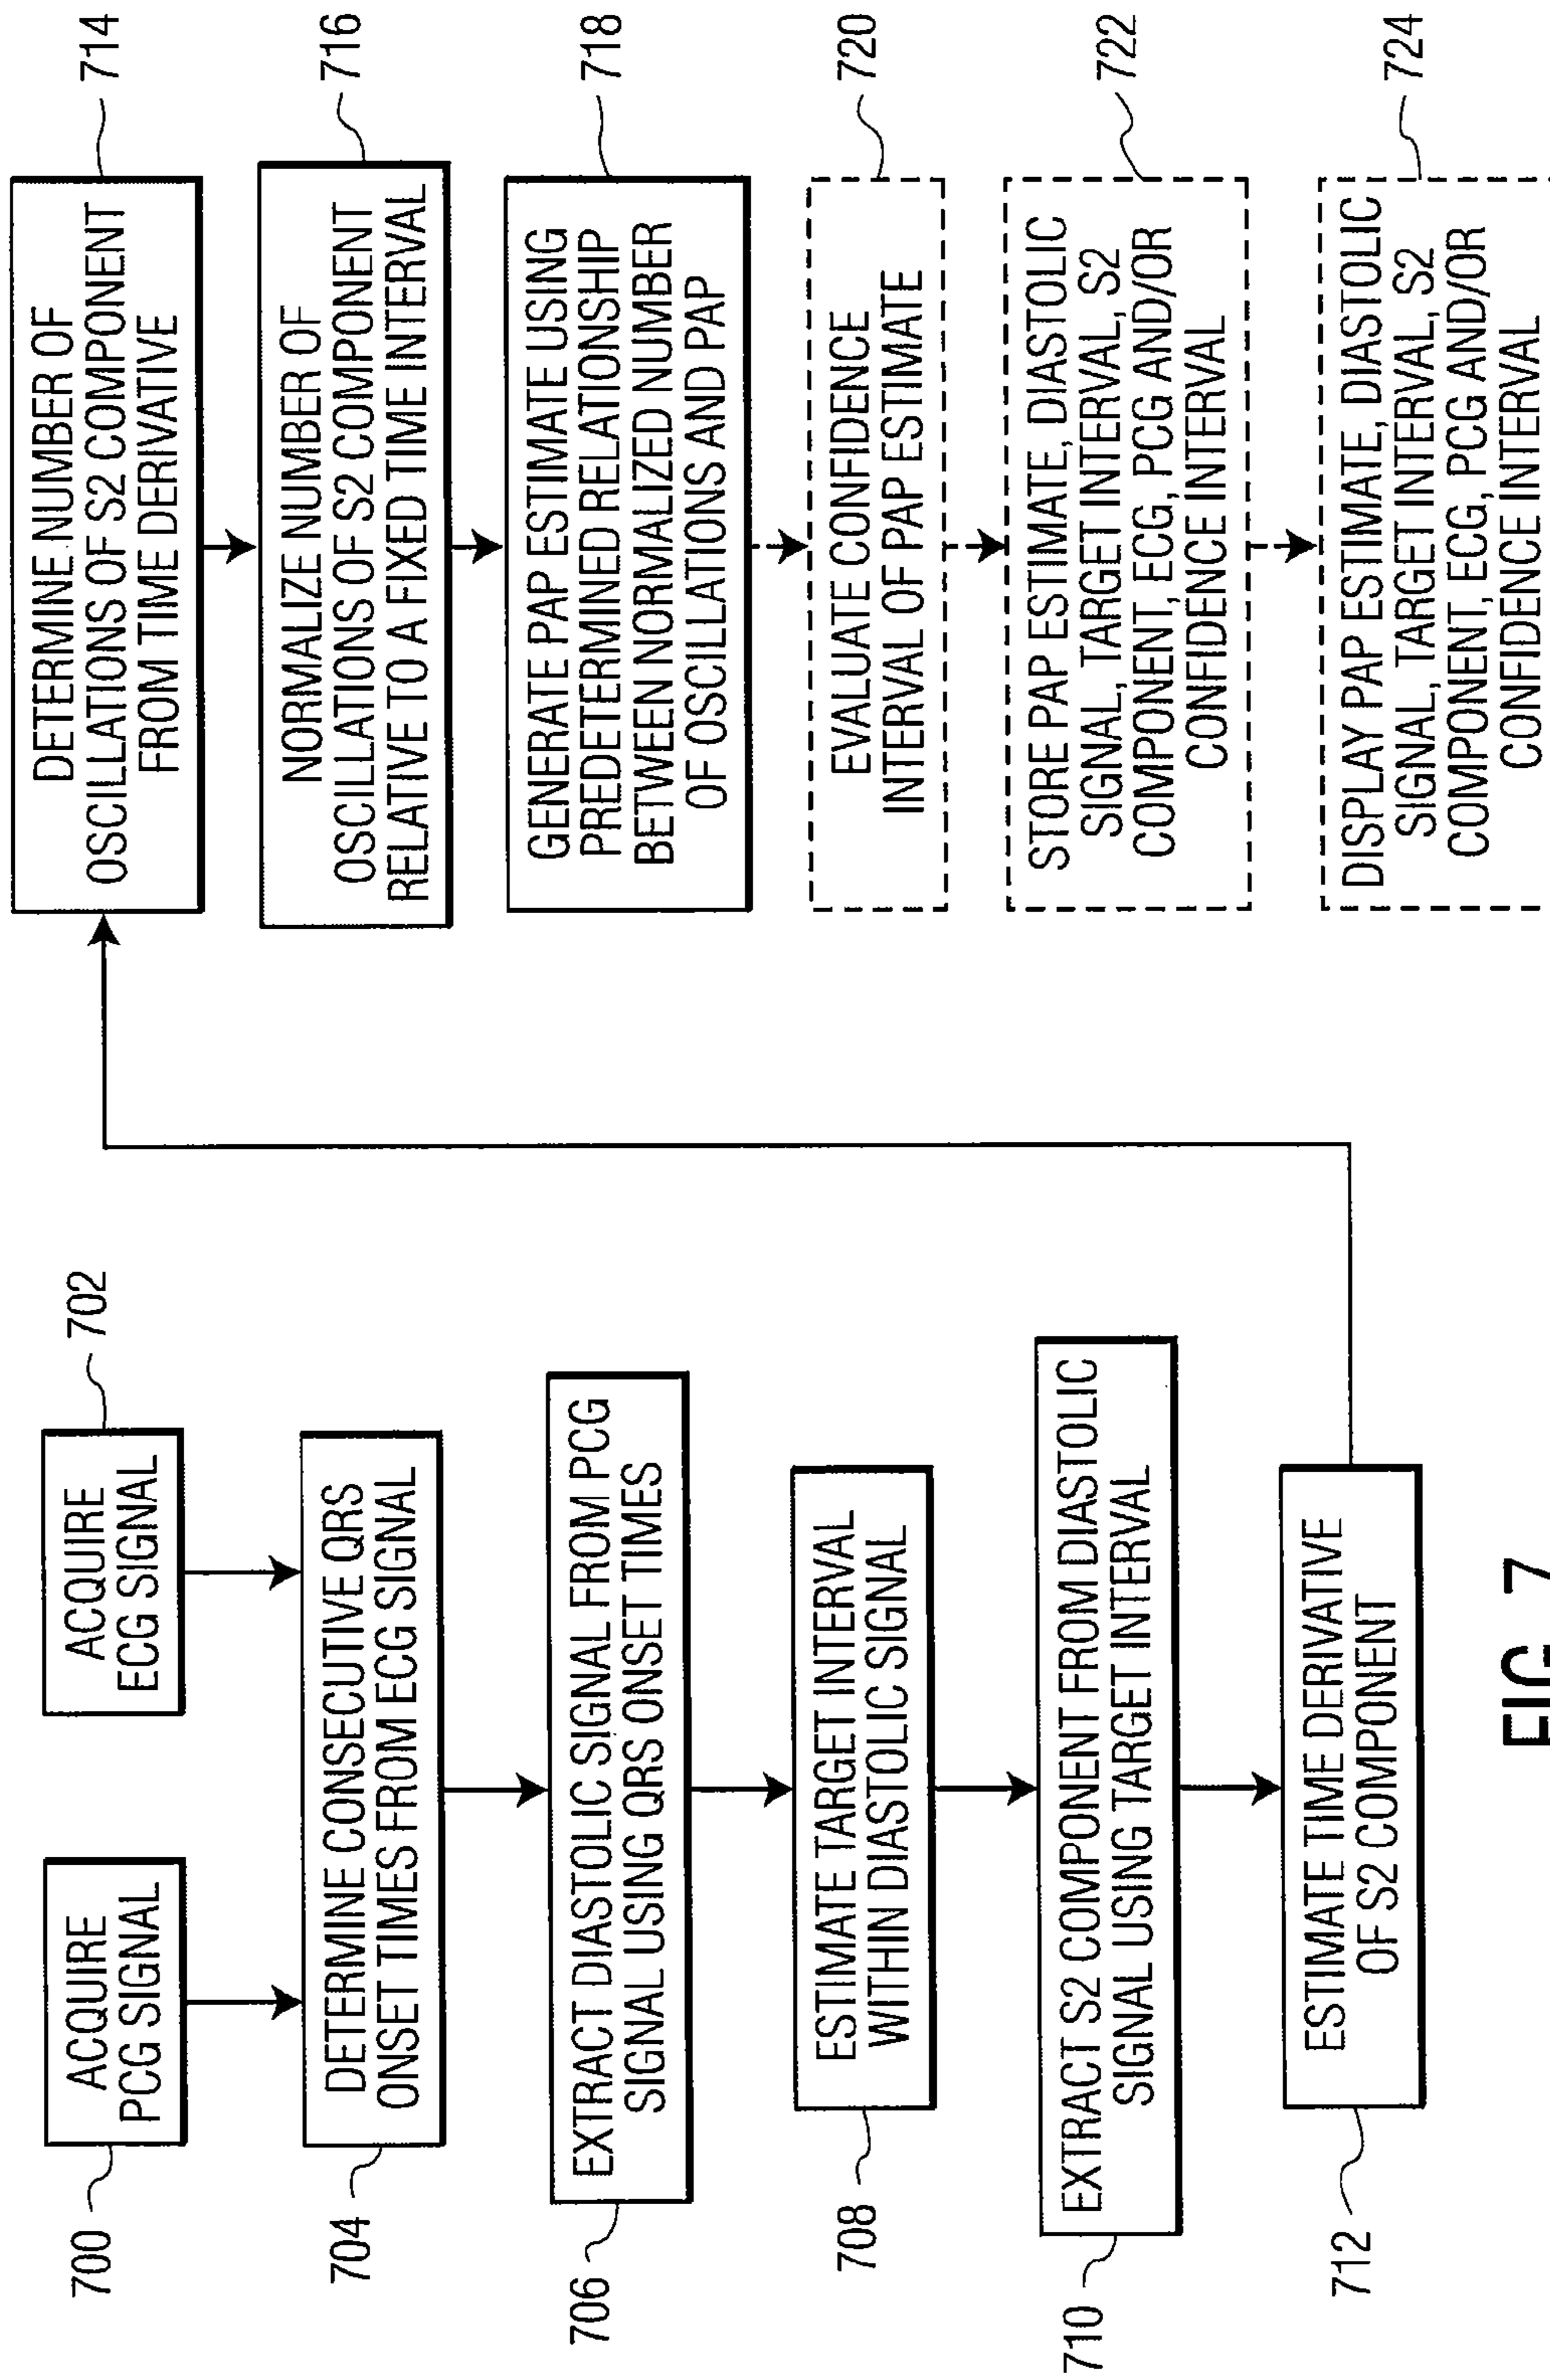 700
ACQUIRE
PCG SIGNAL
702
ACQUIRE
ECG SIGNAL
704
DETERMINE CONSECUTIVE QRS
ONSET TIMES FROM ECG SIGNAL
706
EXTRACT DIASTOLIC SIGNAL FROM PCG
SIGNAL USING QRS ONSET TIMES
708
ESTIMATE TARGET INTERVAL
WITHIN DIASTOLIC SIGNAL
710
EXTRACT S2 COMPONENT FROM DIASTOLIC
SIGNAL USING TARGET INTERVAL
712
ESTIMATE TIME DERIVATIVE
OF S2 COMPONENT
714
DETERMINE NUMBER OF
OSCILLATIONS OF S2 COMPONENT
FROM TIME DERIVATIVE
716
NORMALIZE NUMBER OF
OSCILLATIONS OF S2 COMPONENT
RELATIVE TO A FIXED TIME INTERVAL
718
GENERATE PAP ESTIMATE USING
PREDETERMINED RELATIONSHIP
BETWEEN NORMALIZED NUMBER
OF OSCILLATIONS AND PAP
720
EVALUATE CONFIDENCE
INTERVAL OF PAP ESTIMATE
722
STORE PAP ESTIMATE, DIASTOLIC
SIGNAL, TARGET INTERVAL, S2
COMPONENT, ECG, PCG AND/OR
CONFIDENCE INTERVAL
724
DISPLAY PAP ESTIMATE, DIASTOLIC
SIGNAL, TARGET INTERVAL, S2
COMPONENT, ECG, PCG AND/OR
CONFIDENCE INTERVAL
FIG. 7